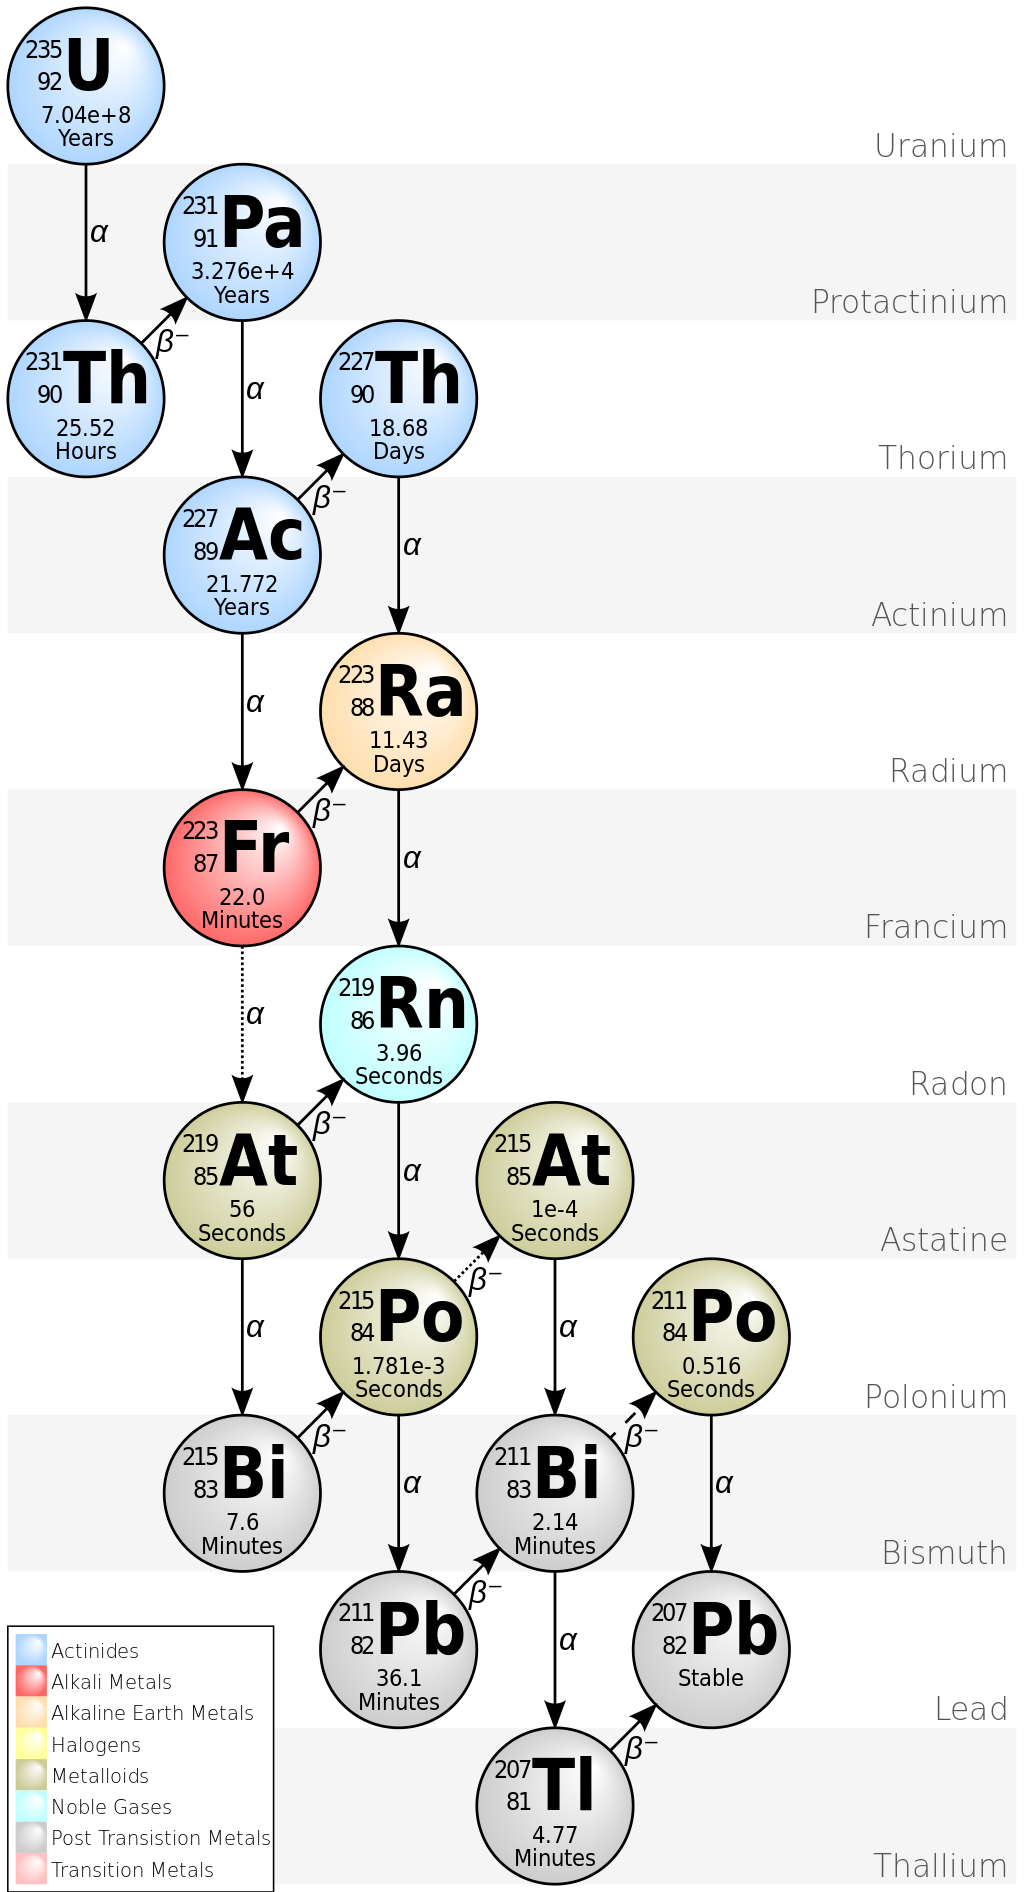 235
92
U
7.04e+8
Years
Uranium
α
231
91
Pa
3.276e+4
Years
Protactinium
β−
231
90
Th
25.52
Hours
α
227
90
Th
18.68
Days
Thorium
β−
227
89
Ac
21.772
Years
α
Actinium
α
223
88
Ra
11.43
Days
Radium
β−
223
87
Fr
22.0
Minutes
α
Francium
α
219
86
Rn
3.96
Seconds
Radon
β−
219
85
At
56
Seconds
α
215
85
At
1e-4
Seconds
Astatine
β−
α
215
84
Po
1.781e-3
Seconds
α
211
84
Po
0.516
Seconds
Polonium
β−
β−
215
83
Bi
7.6
Minutes
α
211
83
Bi
2.14
Minutes
α
Bismuth
β−
211
82
Pb
36.1
Minutes
α
207
82
Pb
Stable
Lead
β−
207
81
Tl
4.77
Minutes
Thallium
Actinides
Alkali Metals
Alkaline Earth Metals
Halogens
Metalloids
Noble Gases
Post Transistion Metals
Transition Metals